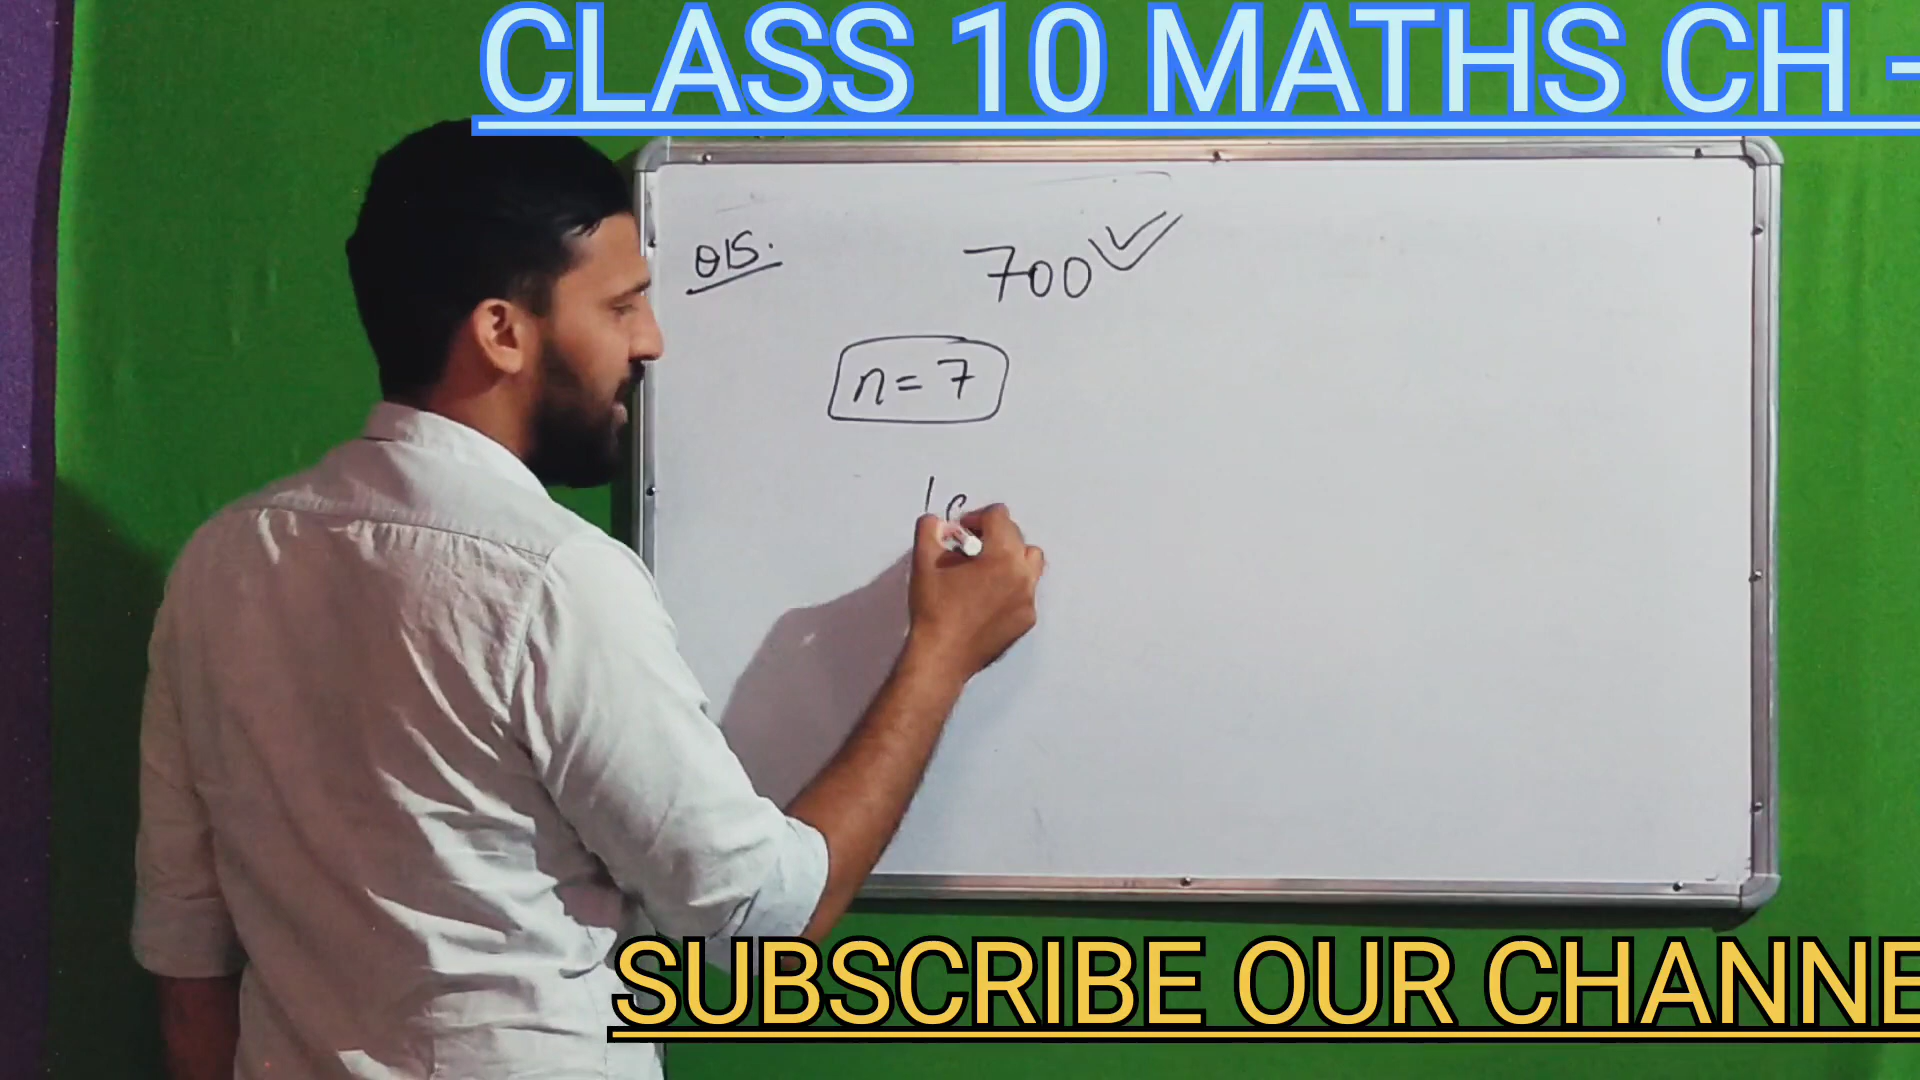 CLASS 10 MATHS CH -
Q15.
700
n = 7
SUBSCRIBE OUR CHANNE